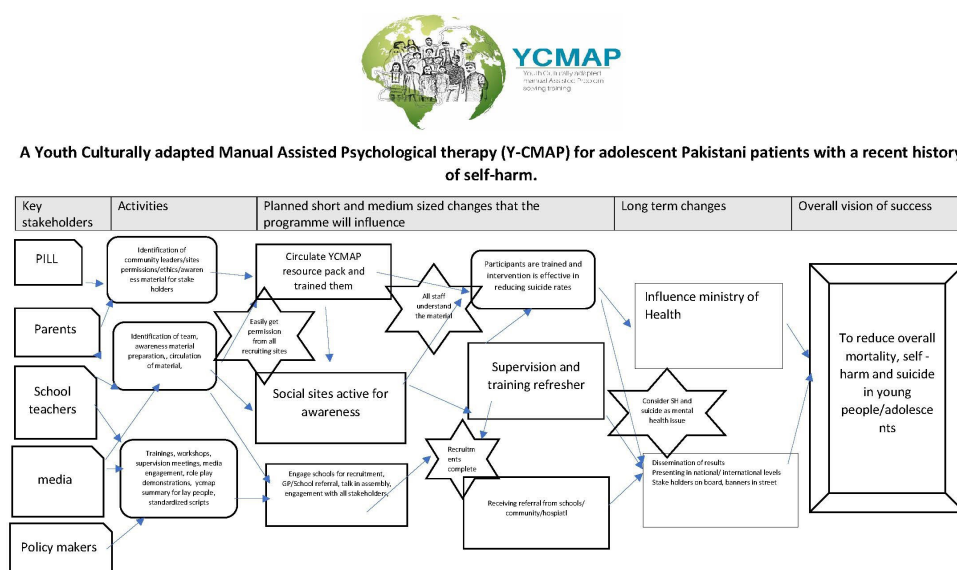 YCMAP
Youth Culturally adapted
manual Assisted Problem
solving training
A Youth Culturally adapted Manual Assisted Psychological therapy (Y-CMAP) for adolescent Pakistani patients with a recent history
of self-harm.
Key
stakeholders
Activities
Planned short and medium sized changes that the
programme will influence
Long term changes
Overall vision of success
PILL
Parents
School
teachers
media
Policy makers
Identification of
community leaders/sites
permissions/ethics/awaren
ess material for stake
holders
Identification of team,
awareness material
preparation,, circulation
of material,
Trainings, workshops,
supervision meetings, media
engagement, role play
demonstrations, ycmap
summary for lay people,
standardized scripts
Circulate YCMAP
resource pack and
trained them
Easily get
permission
from all
recruiting sites
Social sites active for
awareness
Engage schools for recruitment,
GP/School referral, talk in assembly,
engagement with all stakeholders,
All staff
understand
the material
Participants are trained and
intervention is effective in
reducing suicide rates
Supervision and
training refresher
Recruitm
ents
complete
Receiving referral from schools/
community/hospiatl
Influence ministry of
Health
Consider SH and
suicide as mental
health issue
Dissemination of results
Presenting in national/ international levels
Stake holders on board, banners in street
To reduce overall
mortality, self -
harm and suicide
in young
people/adolesce
nts